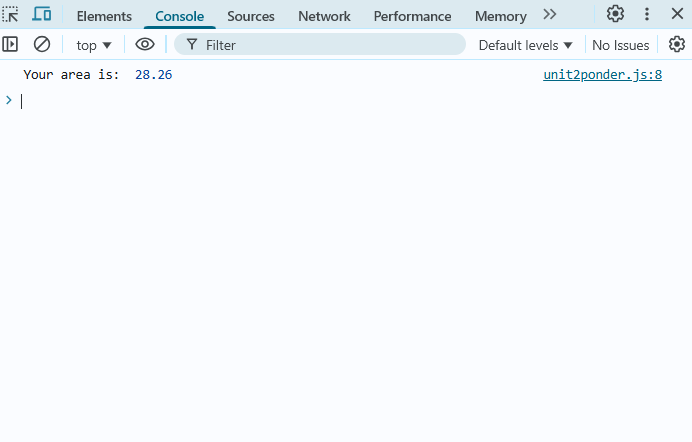 Elements Console Sources Network Performance Memory
top Filter Default levels No Issues
Your area is: 28.26 unit2ponder.js:8